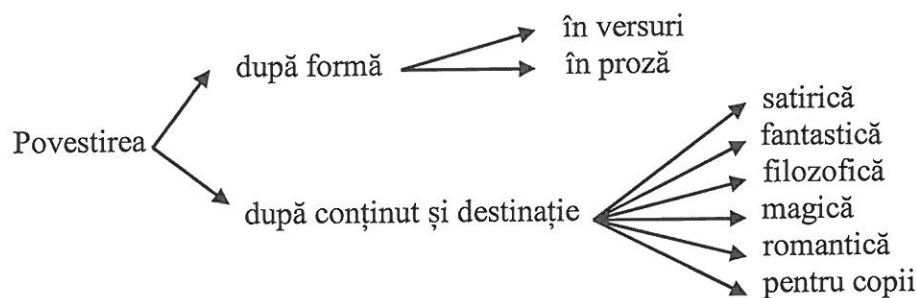 Povestirea
după formă
în versuri
în proză
după conținut și destinație
satirică
fantastică
filozofică
magică
romantică
pentru copii